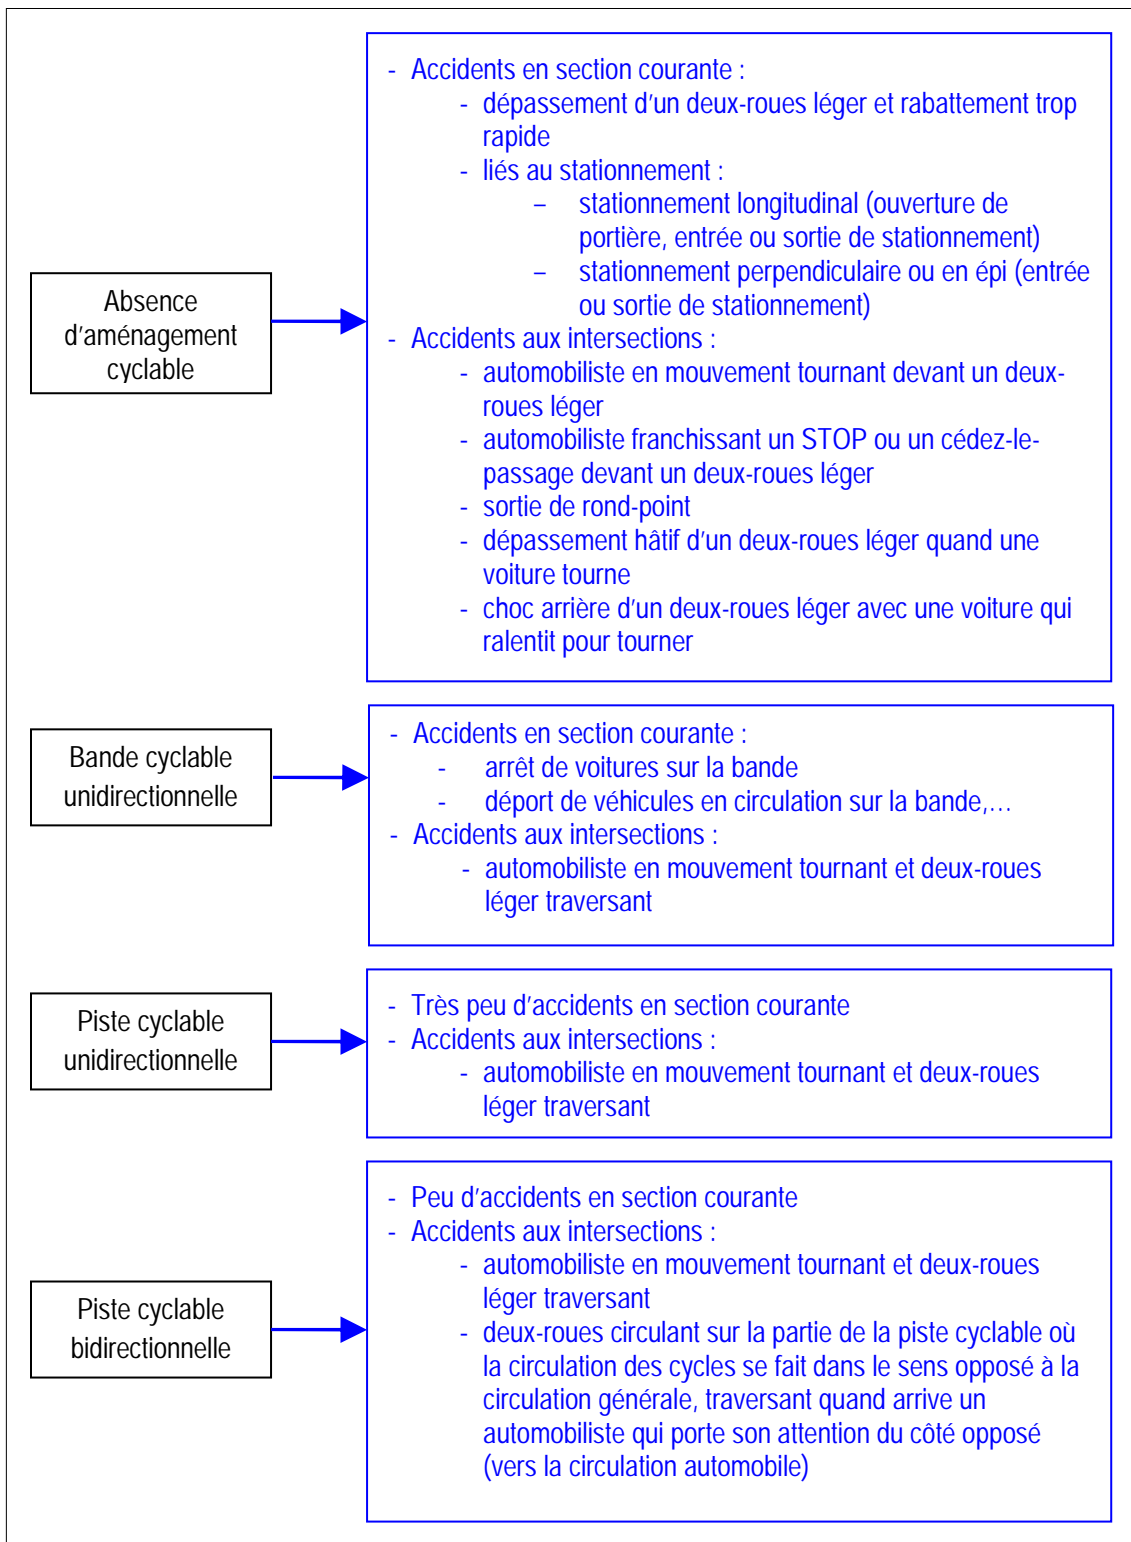 Absence
d'aménagement
cyclable
- Accidents en section courante :
- dépassement d'un deux-roues léger et rabattement trop
rapide
- liés au stationnement :
– stationnement longitudinal (ouverture de
portière, entrée ou sortie de stationnement)
– stationnement perpendiculaire ou en épi (entrée
ou sortie de stationnement)
- Accidents aux intersections :
- automobiliste en mouvement tournant devant un deux-
roues léger
- automobiliste franchissant un STOP ou un cédez-le-
passage devant un deux-roues léger
- sortie de rond-point
- dépassement hâtif d'un deux-roues léger quand une
voiture tourne
- choc arrière d'un deux-roues léger avec une voiture qui
ralentit pour tourner
Bande cyclable
unidirectionnelle
- Accidents en section courante :
- arrêt de voitures sur la bande
- déport de véhicules en circulation sur la bande,…
- Accidents aux intersections :
- automobiliste en mouvement tournant et deux-roues
léger traversant
Piste cyclable
unidirectionnelle
- Très peu d'accidents en section courante
- Accidents aux intersections :
- automobiliste en mouvement tournant et deux-roues
léger traversant
Piste cyclable
bidirectionnelle
- Peu d'accidents en section courante
- Accidents aux intersections :
- automobiliste en mouvement tournant et deux-roues
léger traversant
- deux-roues circulant sur la partie de la piste cyclable où
la circulation des cycles se fait dans le sens opposé à la
circulation générale, traversant quand arrive un
automobiliste qui porte son attention du côté opposé
(vers la circulation automobile)